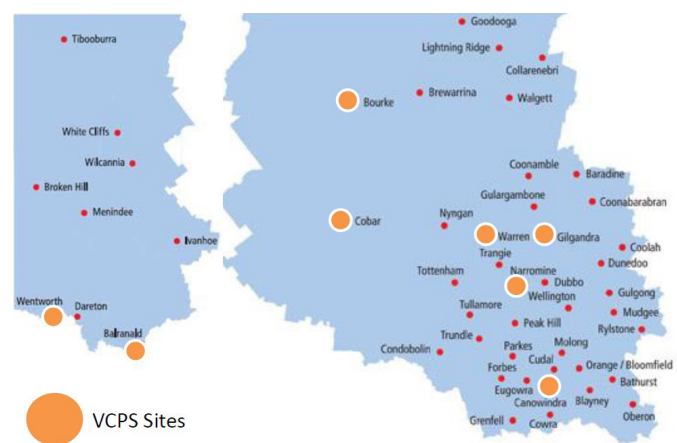 Tibooburra
White Cliffs
Wilcannia
Broken Hill
Menindee
Ivanhoe
Wentworth
Dareton
Balranald
VCPS Sites
Goodooga
Lightning Ridge
Collarenebri
Bourke
Brewarrina
Walgett
Coonamble
Baradine
Gulargambone
Coonabarabran
Cobar
Nyngan
Warren
Gilgandra
Coolah
Trangie
Dunedoo
Tottenham
Narromine
Dubbo
Wellington
Gulgong
Tullamore
Mudgee
Peak Hill
Rylstone
Trundle
Condobolin
Parkes
Molong
Cudal
Orange / Bloomfield
Forbes
Eugowra
Bathurst
Canowindra
Blayney
Oberon
Grenfell
Cowra